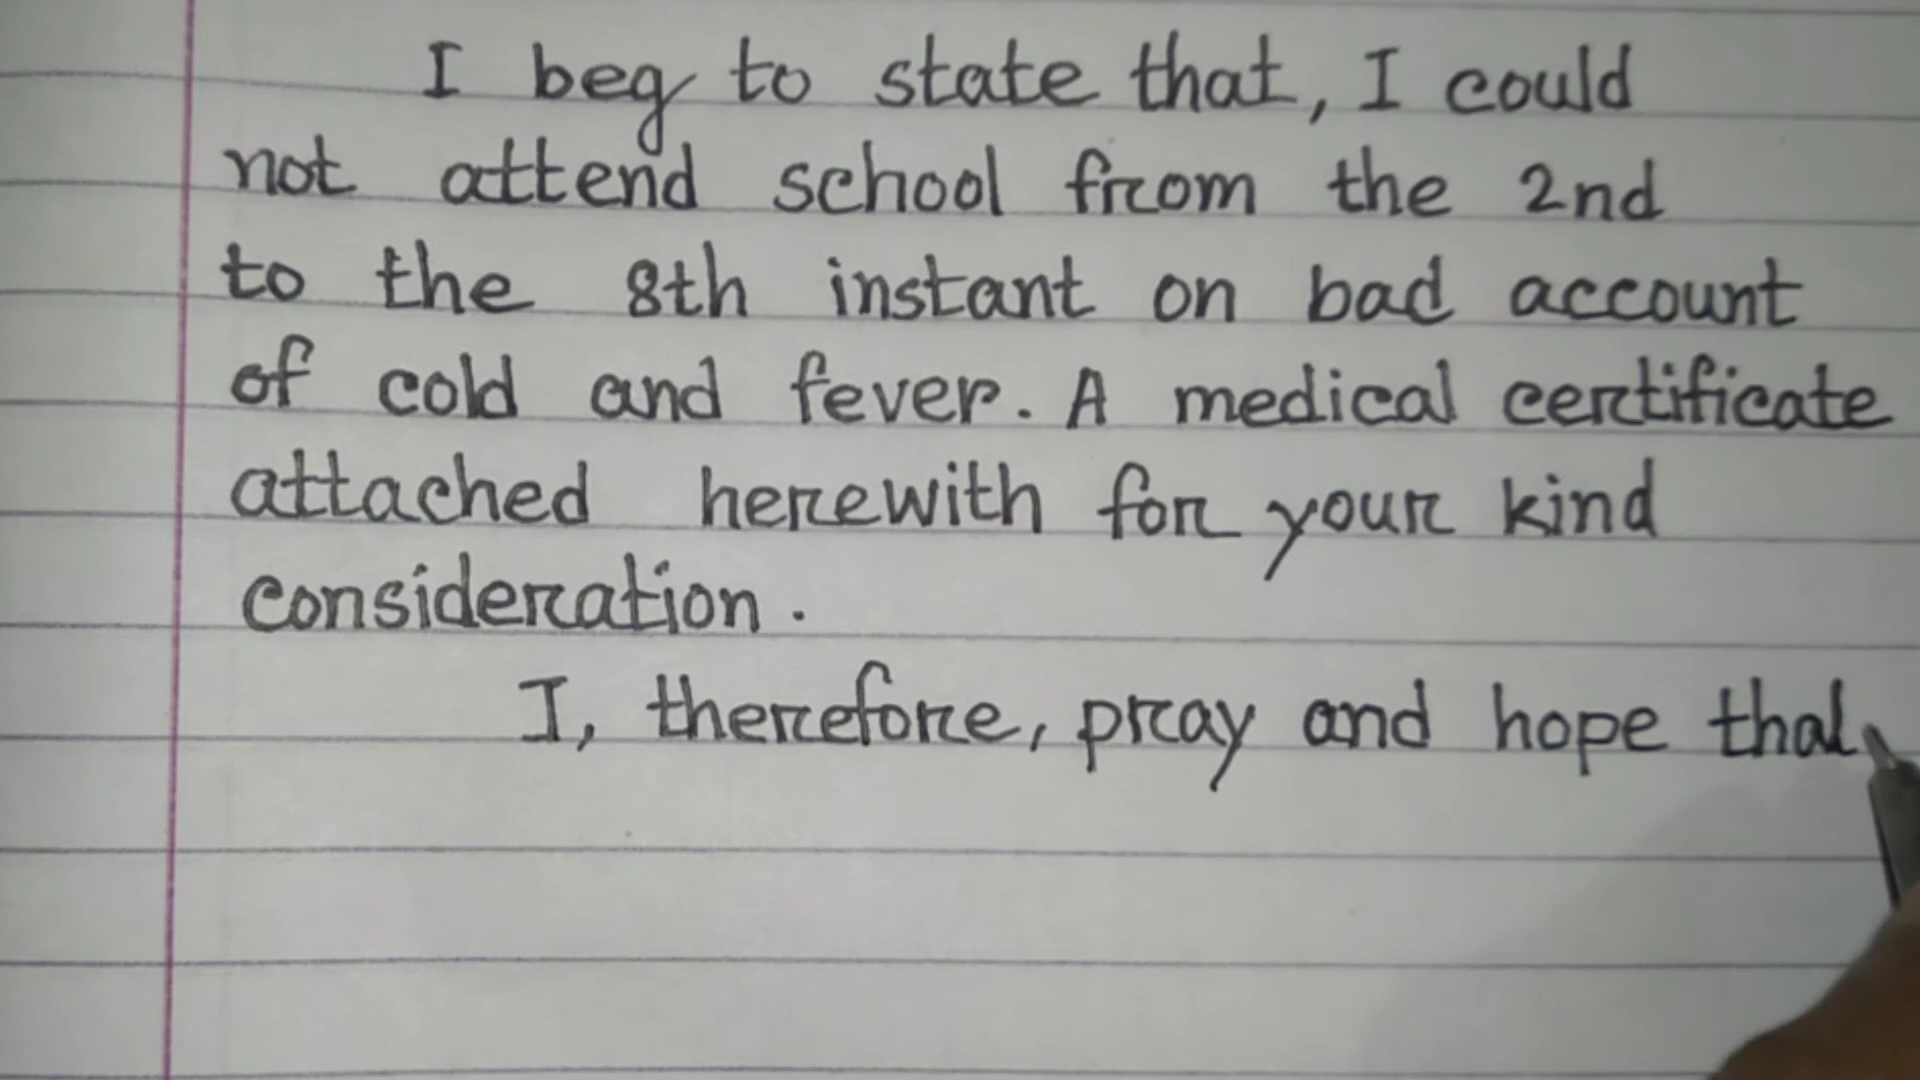 I beg to state that, I could
not attend school from the 2nd
to the 8th instant on bad account
of cold and fever. A medical certificate
attached herewith for your kind
consideration.
I, therefore, pray and hope that